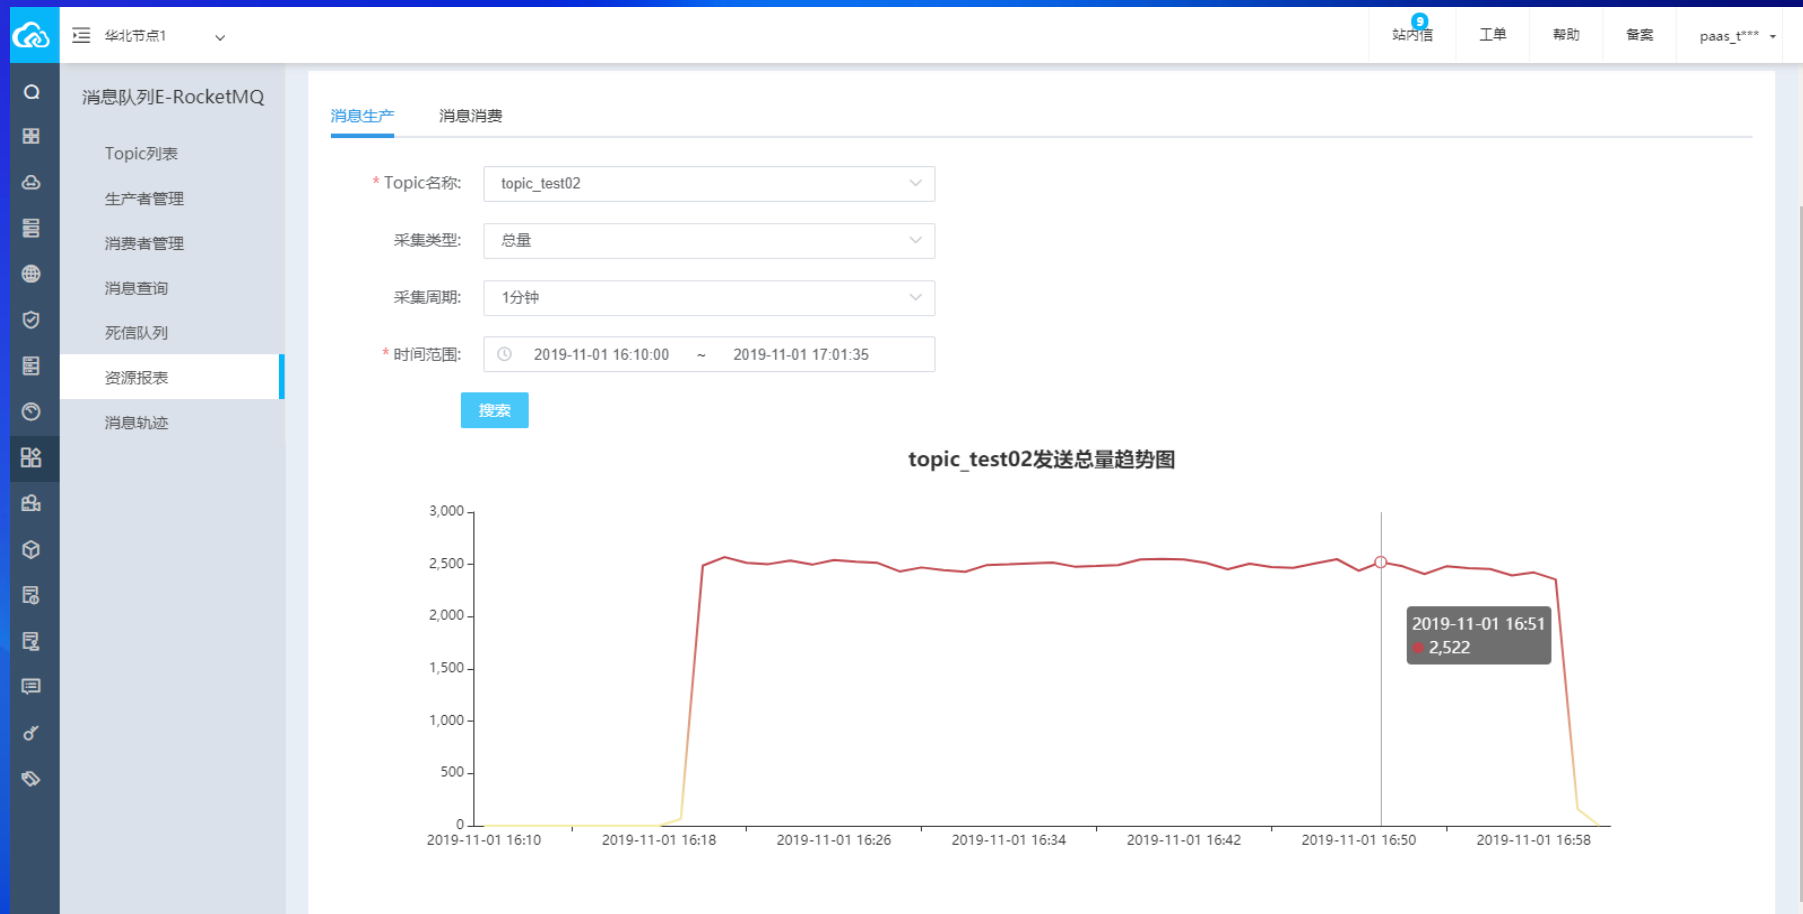 华北节点1
9
站内信
工单
帮助
备案
paas_t***
消息队列E-RocketMQ
Topic列表
生产者管理
消费者管理
消息查询
死信队列
资源报表
消息轨迹
消息生产 消息消费
* Topic名称: topic_test02
采集类型: 总量
采集周期: 1分钟
* 时间范围: 2019-11-01 16:10:00 ~ 2019-11-01 17:01:35
搜索
topic_test02发送总量趋势图
3,000
2,500
2,000
1,500
1,000
500
0
2019-11-01 16:51
2,522
2019-11-01 16:10 2019-11-01 16:18 2019-11-01 16:26 2019-11-01 16:34 2019-11-01 16:42 2019-11-01 16:50 2019-11-01 16:58